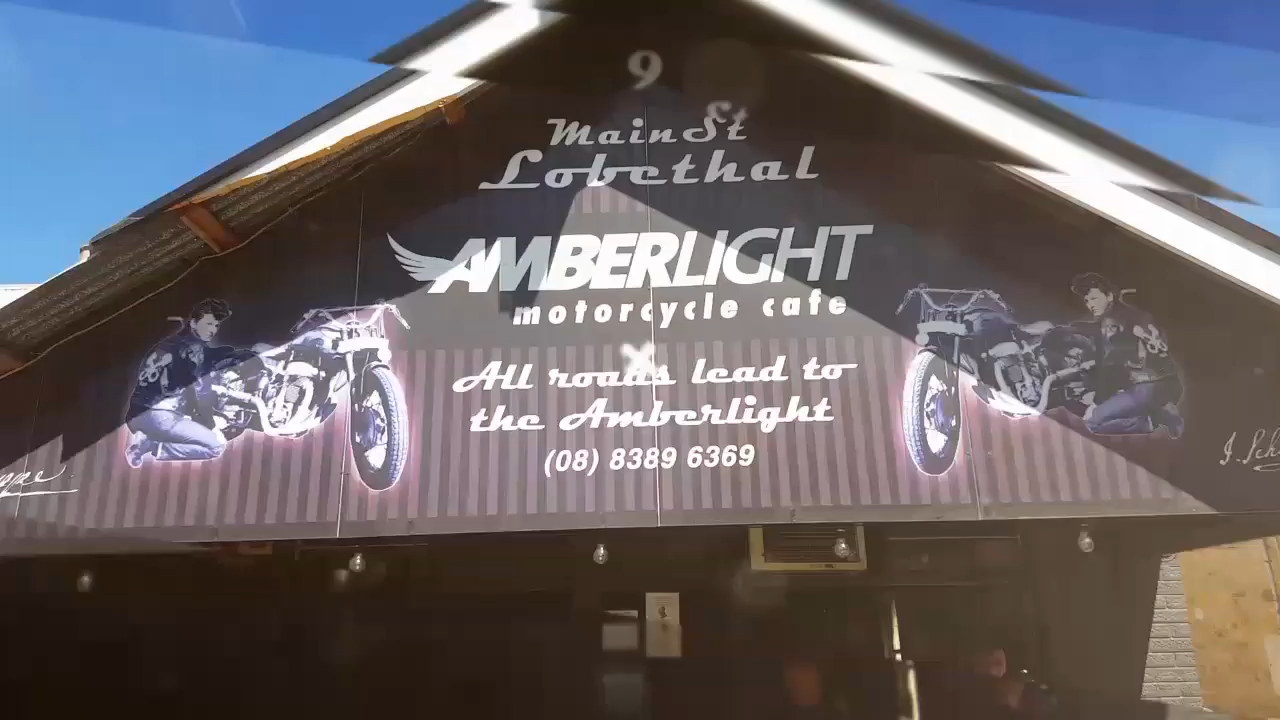 9
Main St
Lobethal
AMBERLIGHT
motorcycle cafe
All roads lead to
the Amberlight
(08) 8389 6369